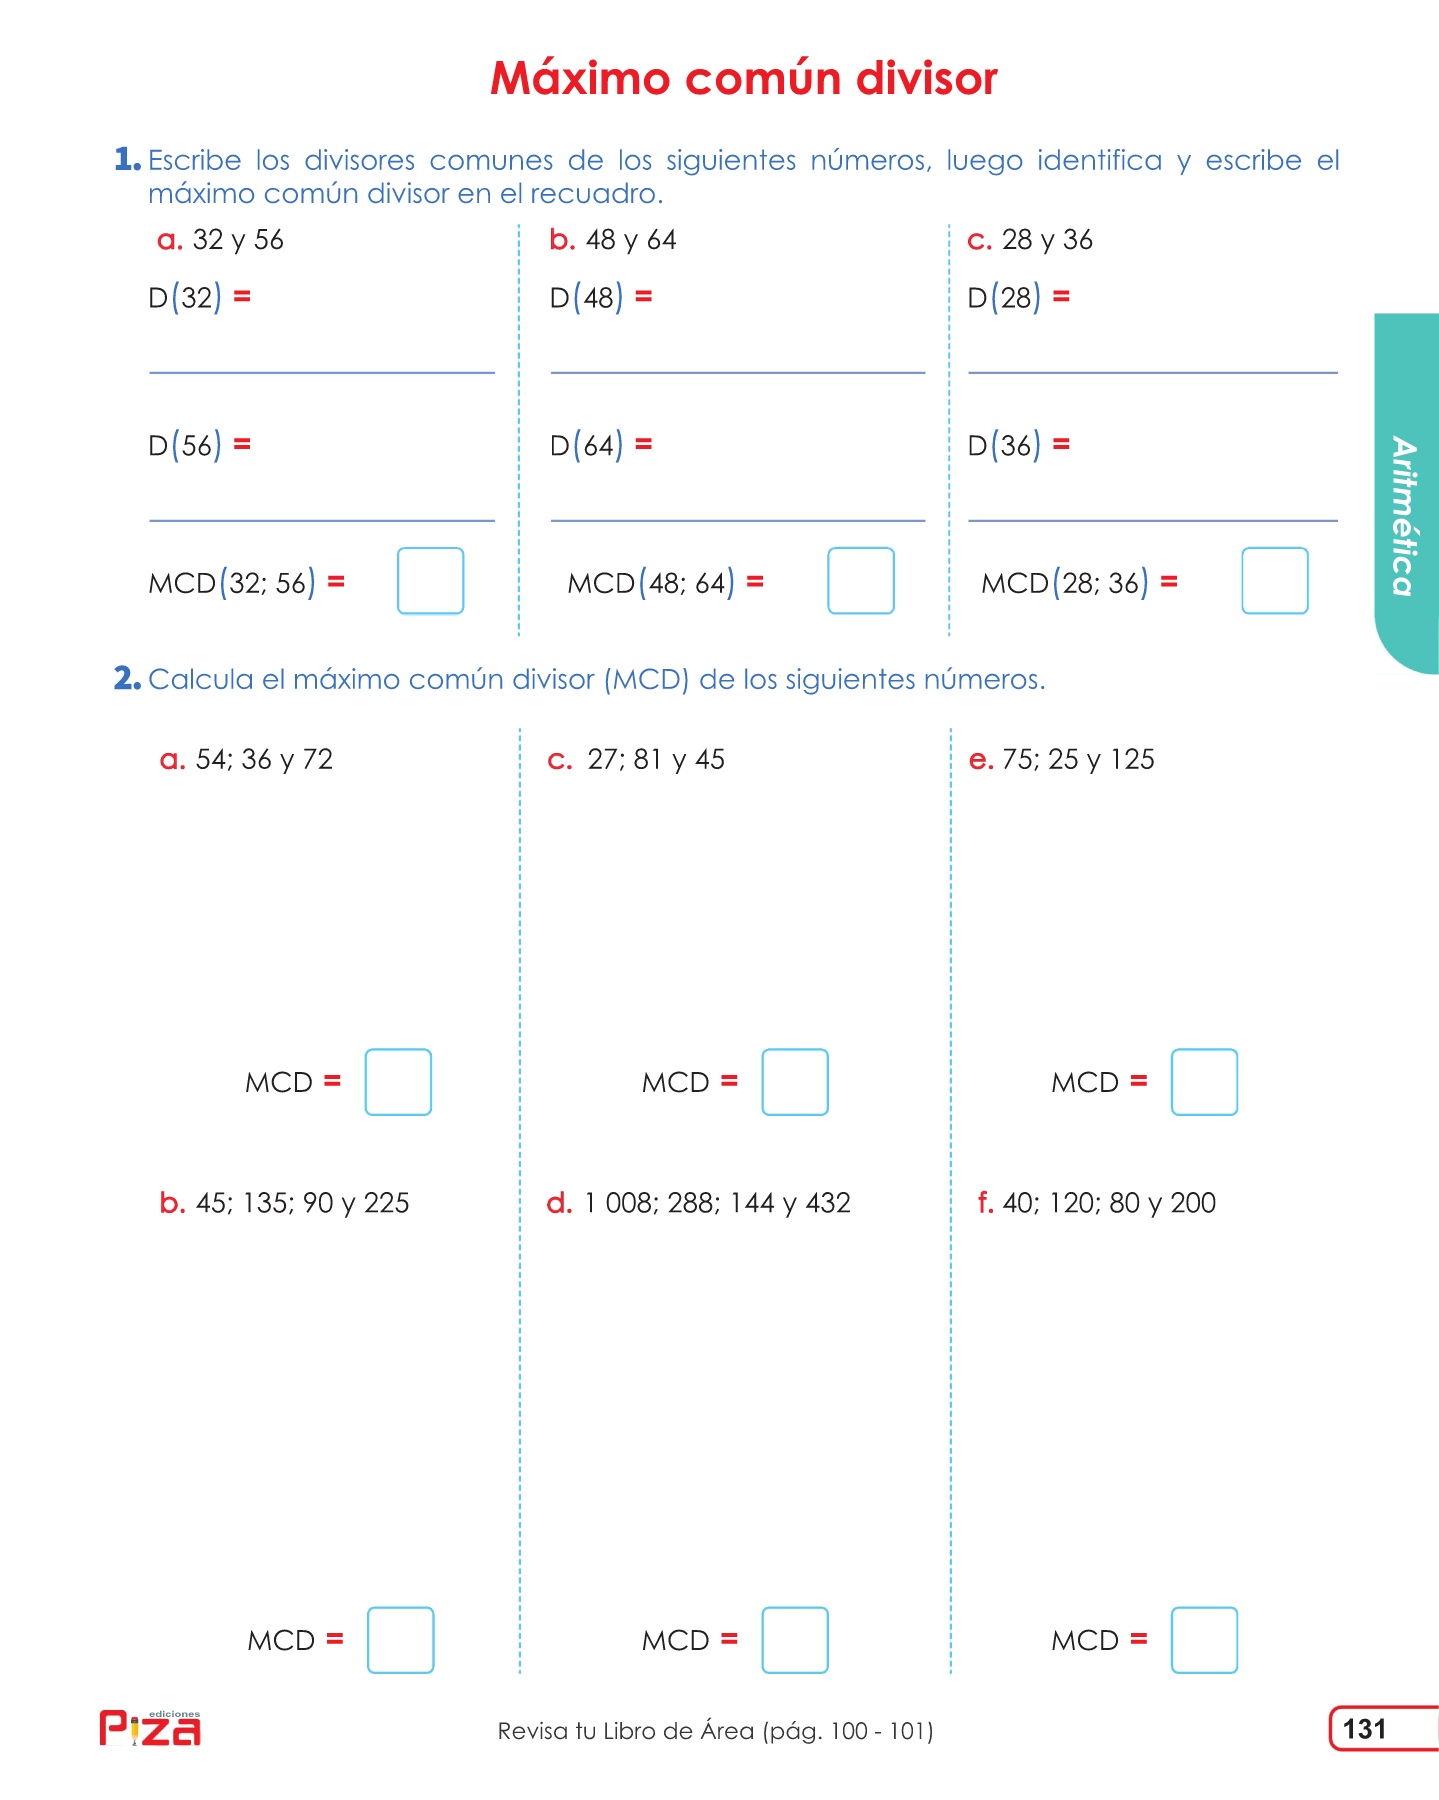 Máximo común divisor
1. Escribe los divisores comunes de los siguientes números, luego identifica y escribe el
máximo común divisor en el recuadro.
a. 32 y 56
D(32) =
D(56) =
MCD(32; 56) =
b. 48 y 64
D(48) =
D(64) =
MCD(48; 64) =
c. 28 y 36
D(28) =
D(36) =
MCD(28; 36) =
Aritmética
2. Calcula el máximo común divisor (MCD) de los siguientes números.
a. 54; 36 y 72
MCD =
c. 27; 81 y 45
MCD =
e. 75; 25 y 125
MCD =
b. 45; 135; 90 y 225
MCD =
d. 1 008; 288; 144 y 432
MCD =
f. 40; 120; 80 y 200
MCD =
ediciones
Piza
Revisa tu Libro de Área (pág. 100 - 101)
131